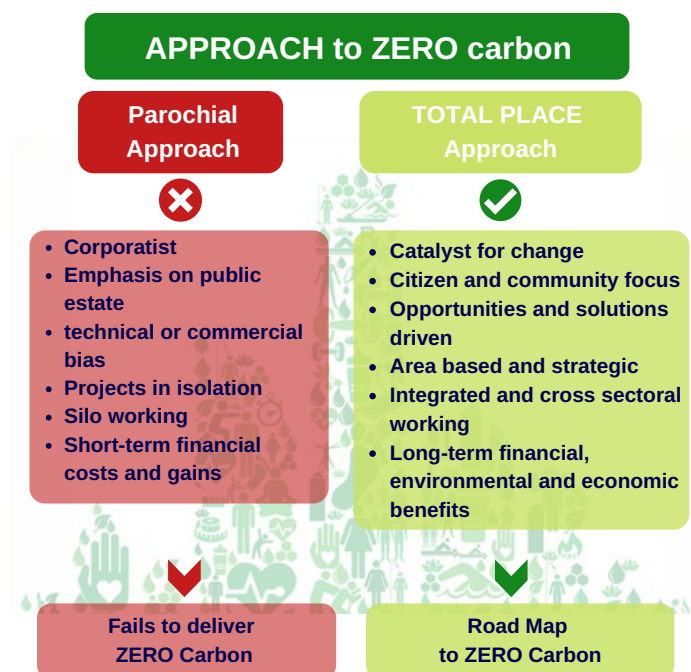 APPROACH to ZERO carbon
Parochial
Approach
TOTAL PLACE
Approach
• Corporatist
• Emphasis on public
estate
• technical or commercial
bias
• Projects in isolation
• Silo working
• Short-term financial
costs and gains
• Catalyst for change
• Citizen and community focus
• Opportunities and solutions
driven
• Area based and strategic
• Integrated and cross sectoral
working
• Long-term financial,
environmental and economic
benefits
Fails to deliver
ZERO Carbon
Road Map
to ZERO Carbon